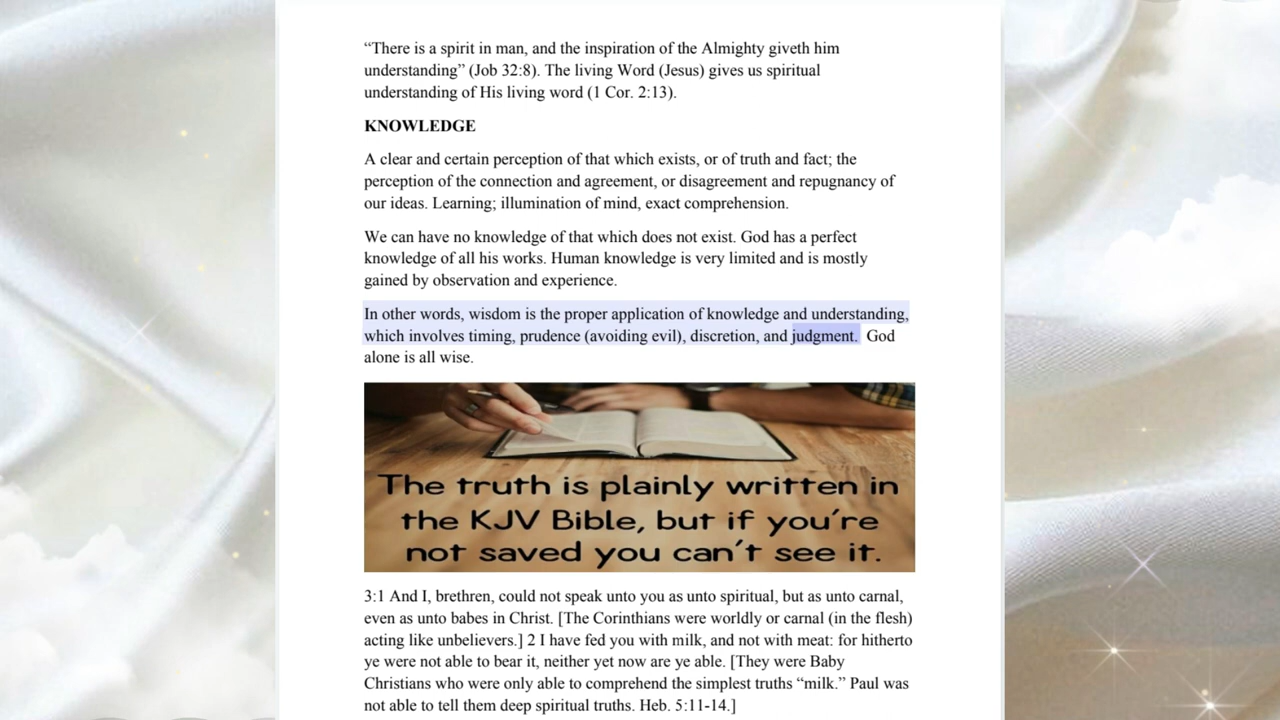 “There is a spirit in man, and the inspiration of the Almighty giveth him
understanding” (Job 32:8). The living Word (Jesus) gives us spiritual
understanding of His living word (1 Cor. 2:13).
KNOWLEDGE
A clear and certain perception of that which exists, or of truth and fact; the
perception of the connection and agreement, or disagreement and repugnancy of
our ideas. Learning; illumination of mind, exact comprehension.
We can have no knowledge of that which does not exist. God has a perfect
knowledge of all his works. Human knowledge is very limited and is mostly
gained by observation and experience.
In other words, wisdom is the proper application of knowledge and understanding,
which involves timing, prudence (avoiding evil), discretion, and judgment. God
alone is all wise.
The truth is plainly written in
the KJV Bible, but if you're
not saved you can't see it.
3:1 And I, brethren, could not speak unto you as unto spiritual, but as unto carnal,
even as unto babes in Christ. [The Corinthians were worldly or carnal (in the flesh)
acting like unbelievers.] 2 I have fed you with milk, and not with meat: for hitherto
ye were not able to bear it, neither yet now are ye able. [They were Baby
Christians who were only able to comprehend the simplest truths “milk.” Paul was
not able to tell them deep spiritual truths. Heb. 5:11-14.]